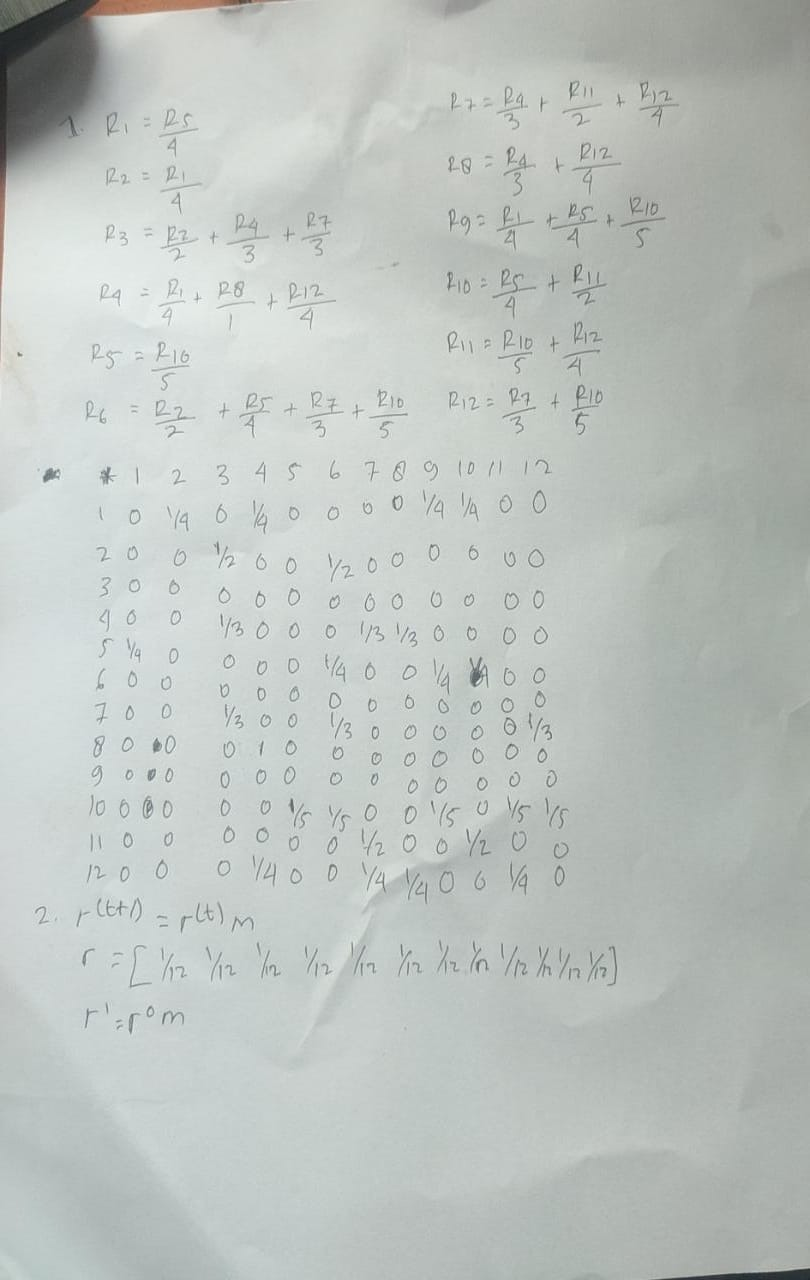 1. R1 = R5/4
R2 = R1/4
R3 = R2/2 + R4/3 + R7/3
R4 = R1/4 + R8/1 + R12/4
R5 = R10/5
R6 = R2/2 + R5/4 + R7/3 + R10/5
R7 = R4/3 + R11/2 + R12/4
R8 = R4/3 + R12/4
R9 = R1/4 + R5/4 + R10/5
R10 = R5/4 + R11/2
R11 = R10/5 + R12/4
R12 = R7/3 + R10/5
* 1 2 3 4 5 6 7 8 9 10 11 12
1 0 1/4 0 1/4 0 0 0 0 1/4 1/4 0 0
2 0 0 1/2 0 0 1/2 0 0 0 0 0 0
3 0 0 0 0 0 0 0 0 0 0 0 0
4 0 0 1/3 0 0 0 1/3 1/3 0 0 0 0
5 1/4 0 0 0 0 1/4 0 0 1/4 1/4 0 0
6 0 0 0 0 0 0 0 0 0 0 0 0
7 0 0 1/3 0 0 1/3 0 0 0 0 0 1/3
8 0 0 0 1 0 0 0 0 0 0 0 0
9 0 0 0 0 0 0 0 0 0 0 0 0
10 0 0 0 0 1/5 1/5 0 0 1/5 0 1/5 1/5
11 0 0 0 0 0 0 1/2 0 0 1/2 0 0
12 0 0 0 1/4 0 0 1/4 1/4 0 0 1/4 0
2. r(t+1) = r(t) m
r = [1/12 1/12 1/12 1/12 1/12 1/12 1/12 1/12 1/12 1/12 1/12 1/12]
r' = r° m